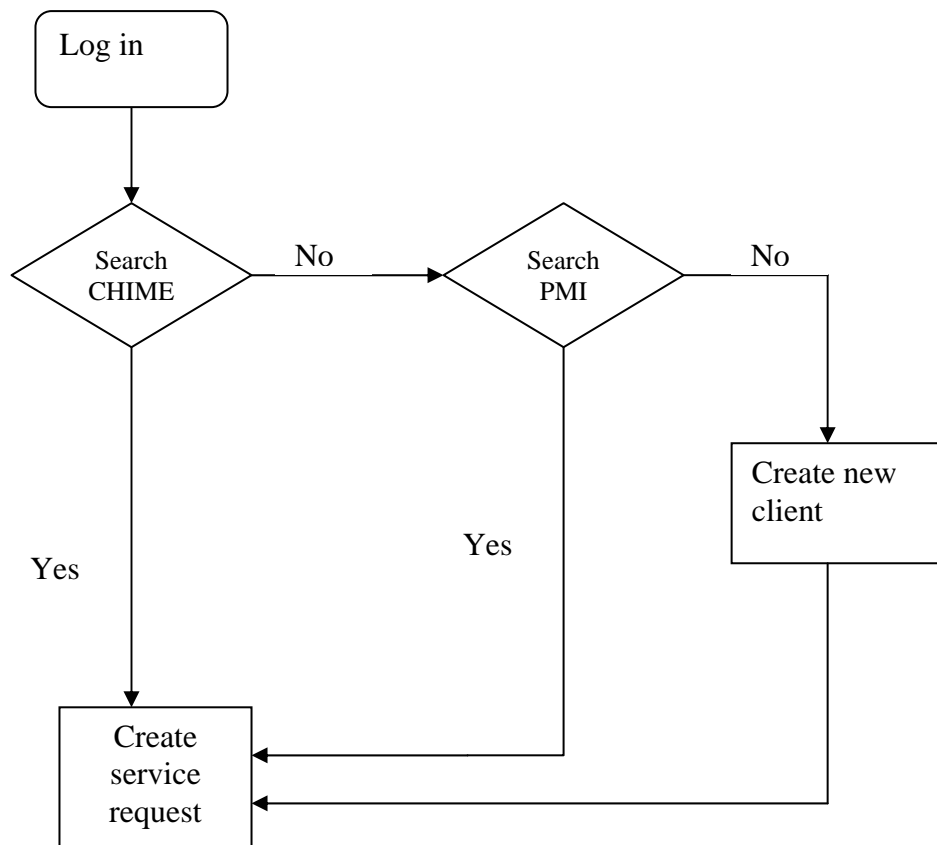 Log in
Search
CHIME
No
Search
PMI
No
Create new
client
Yes
Yes
Create
service
request